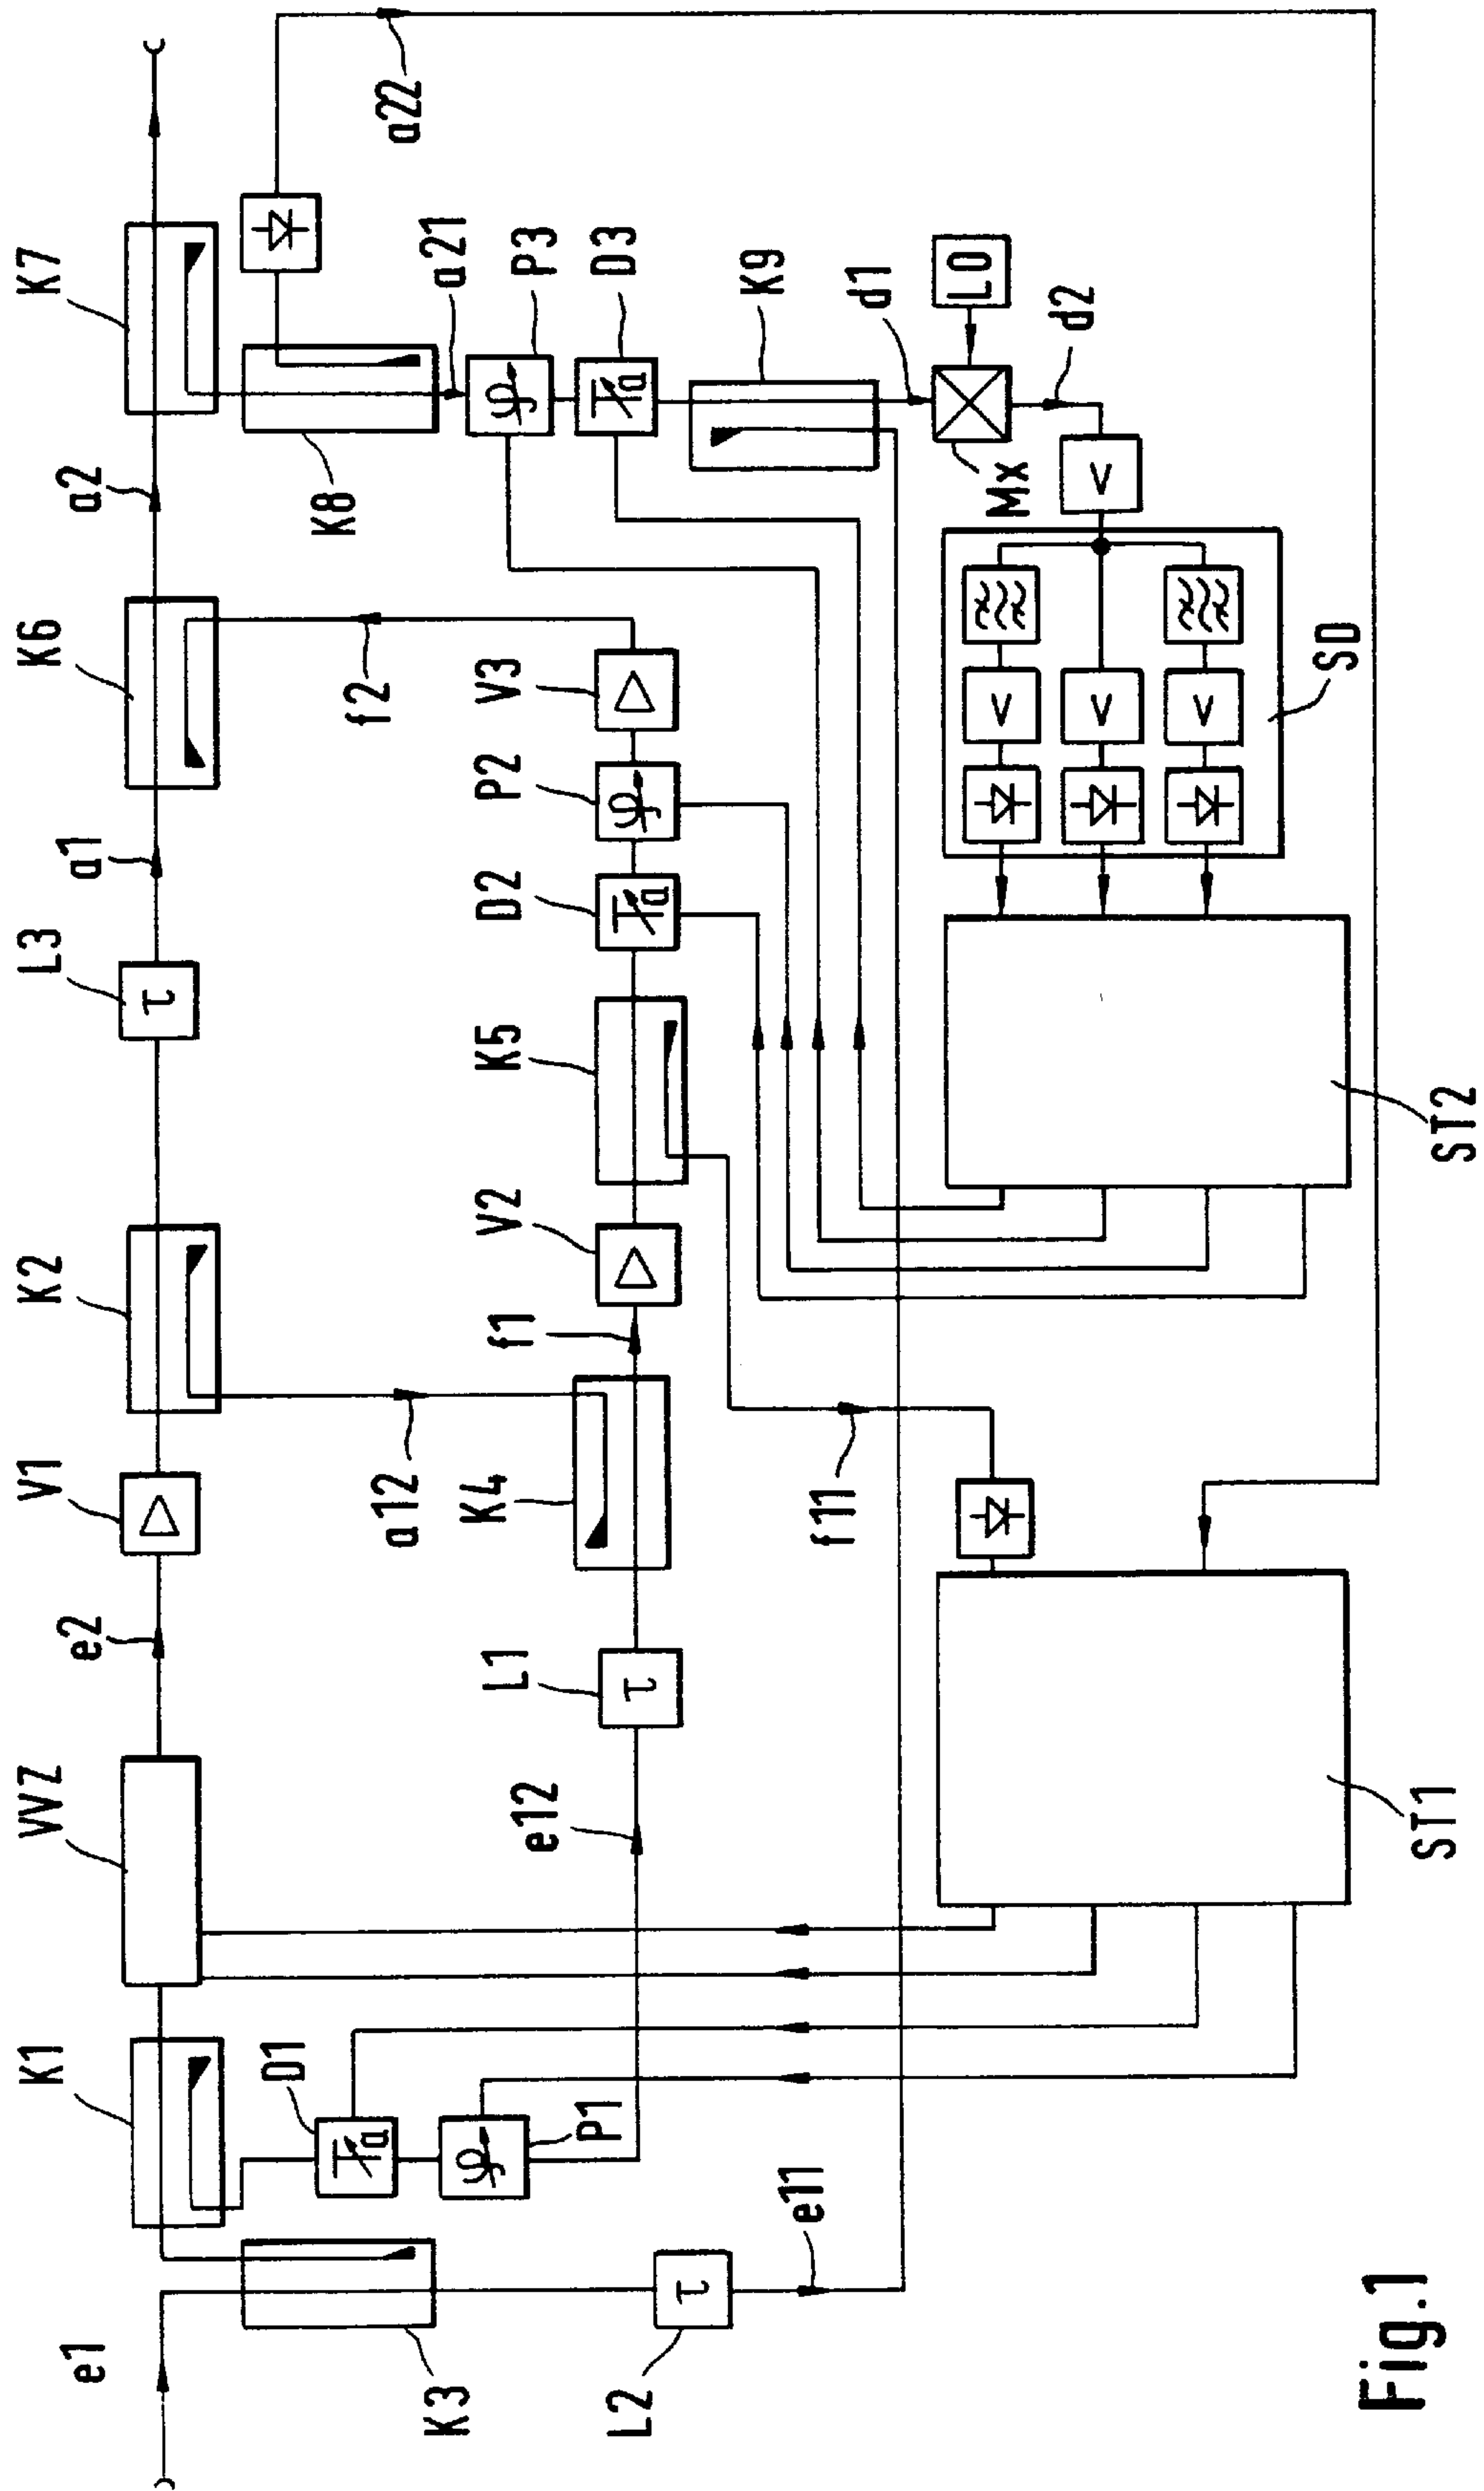 e1
K3
L2
e11
K1
D1
P1
VVZ
e12
L1
e2
V1
K2
a12
K4
f1
V2
K5
f11
L3
a1
D2
P2
V3
f2
K6
a2
K7
K8
a22
a21
P3
D3
K9
d1
LO
Mx
d2
SD
ST2
ST1
τ
τ
τ
φ
φ
φ
a
a
a
V
V
V
V
Fig.1